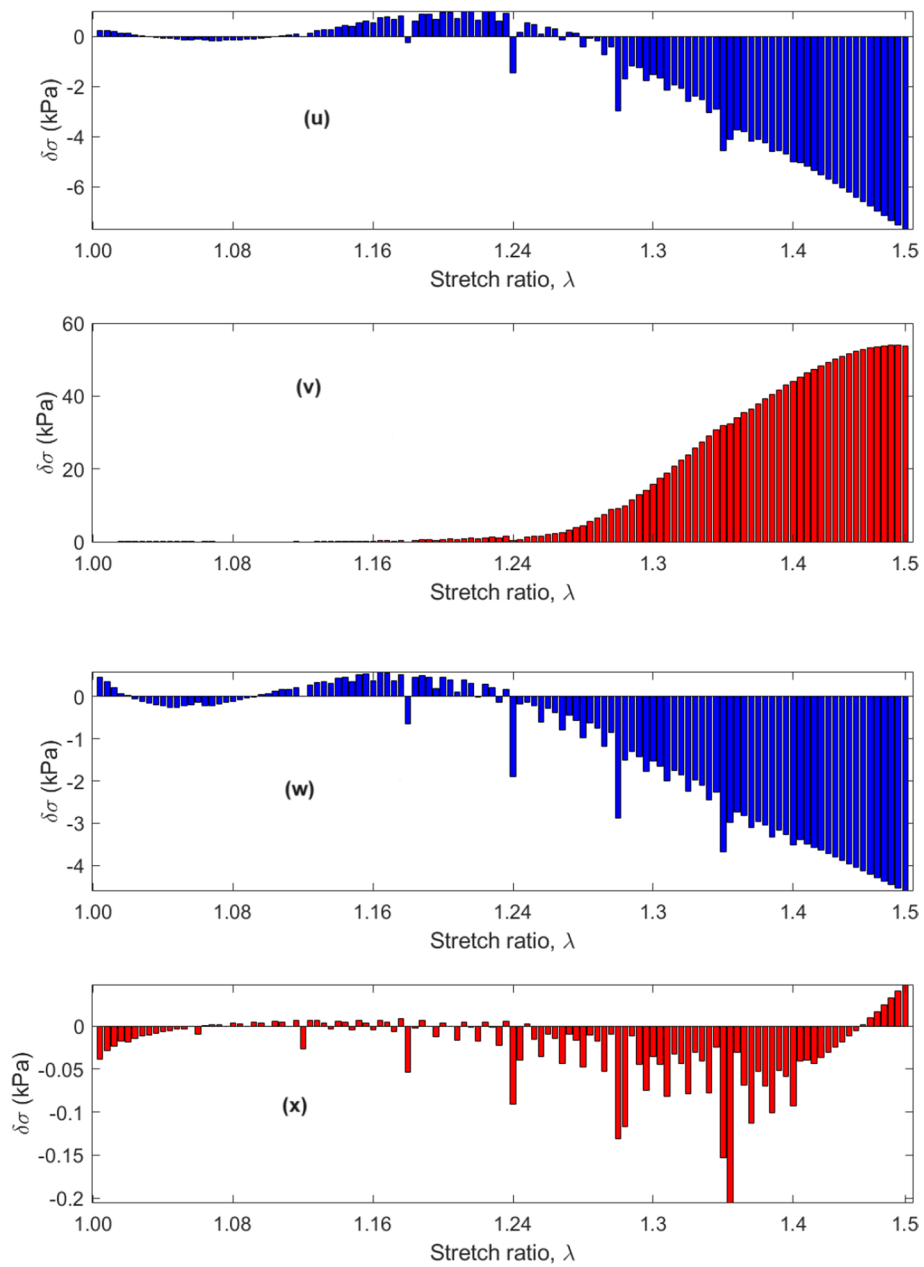 0
-2
-4
-6
δσ (kPa)
(u)
1.00 1.08 1.16 1.24 1.3 1.4 1.5
Stretch ratio, λ
60
40
20
0
δσ (kPa)
(v)
1.00 1.08 1.16 1.24 1.3 1.4 1.5
Stretch ratio, λ
0
-1
-2
-3
-4
δσ (kPa)
(w)
1.00 1.08 1.16 1.24 1.3 1.4 1.5
Stretch ratio, λ
0
-0.05
-0.1
-0.15
-0.2
δσ (kPa)
(x)
1.00 1.08 1.16 1.24 1.3 1.4 1.5
Stretch ratio, λ